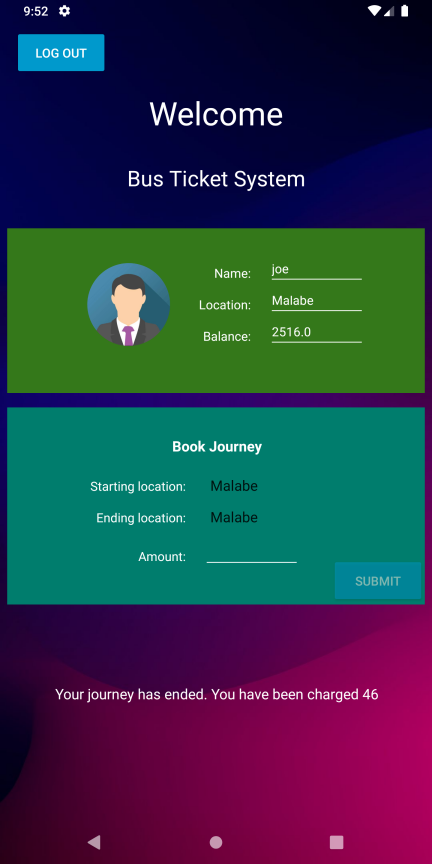 9:52
LOG OUT
Welcome
Bus Ticket System
Name: joe
Location: Malabe
Balance: 2516.0
Book Journey
Starting location: Malabe
Ending location: Malabe
Amount:
SUBMIT
Your journey has ended. You have been charged 46